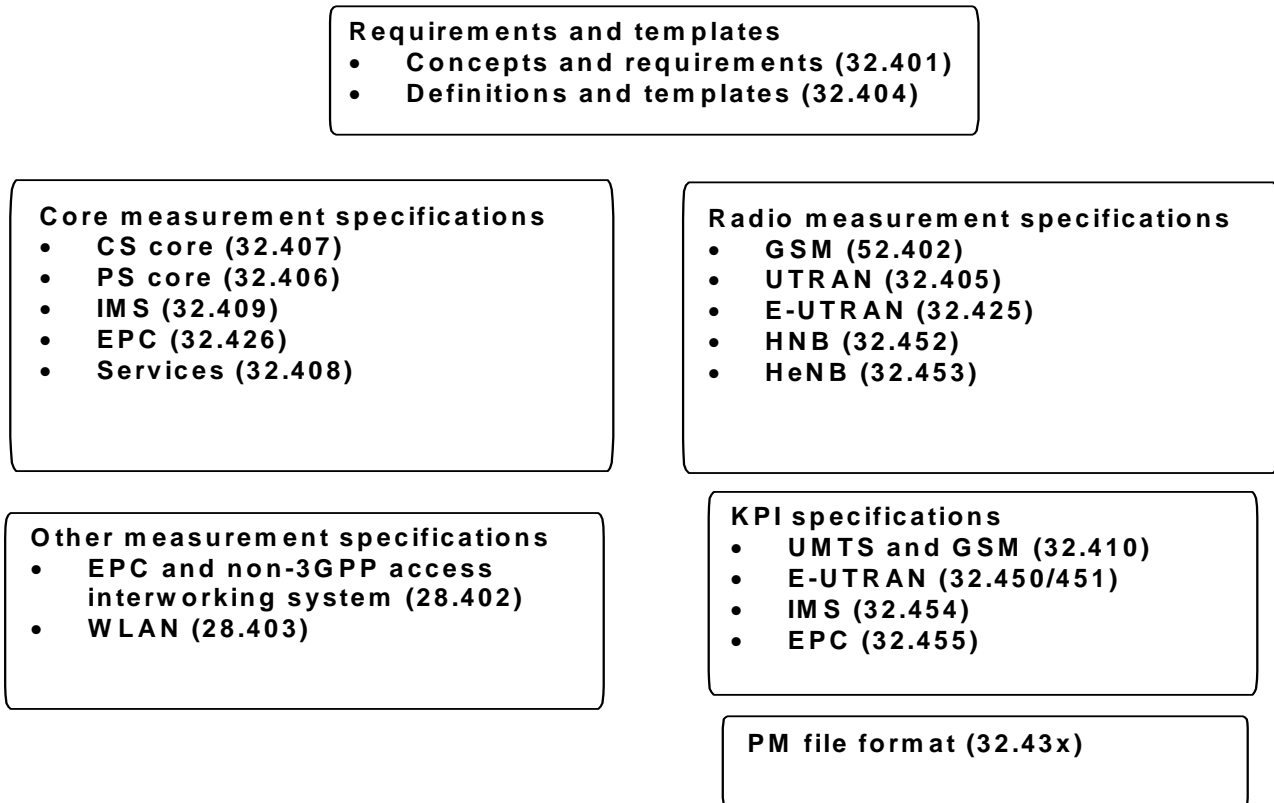 Requirements and templates
• Concepts and requirements (32.401)
• Definitions and templates (32.404)
Core measurement specifications
• CS core (32.407)
• PS core (32.406)
• IMS (32.409)
• EPC (32.426)
• Services (32.408)
Radio measurement specifications
• GSM (52.402)
• UTRAN (32.405)
• E-UTRAN (32.425)
• HNB (32.452)
• HeNB (32.453)
Other measurement specifications
• EPC and non-3GPP access
interworking system (28.402)
• WLAN (28.403)
KPI specifications
• UMTS and GSM (32.410)
• E-UTRAN (32.450/451)
• IMS (32.454)
• EPC (32.455)
PM file format (32.43x)